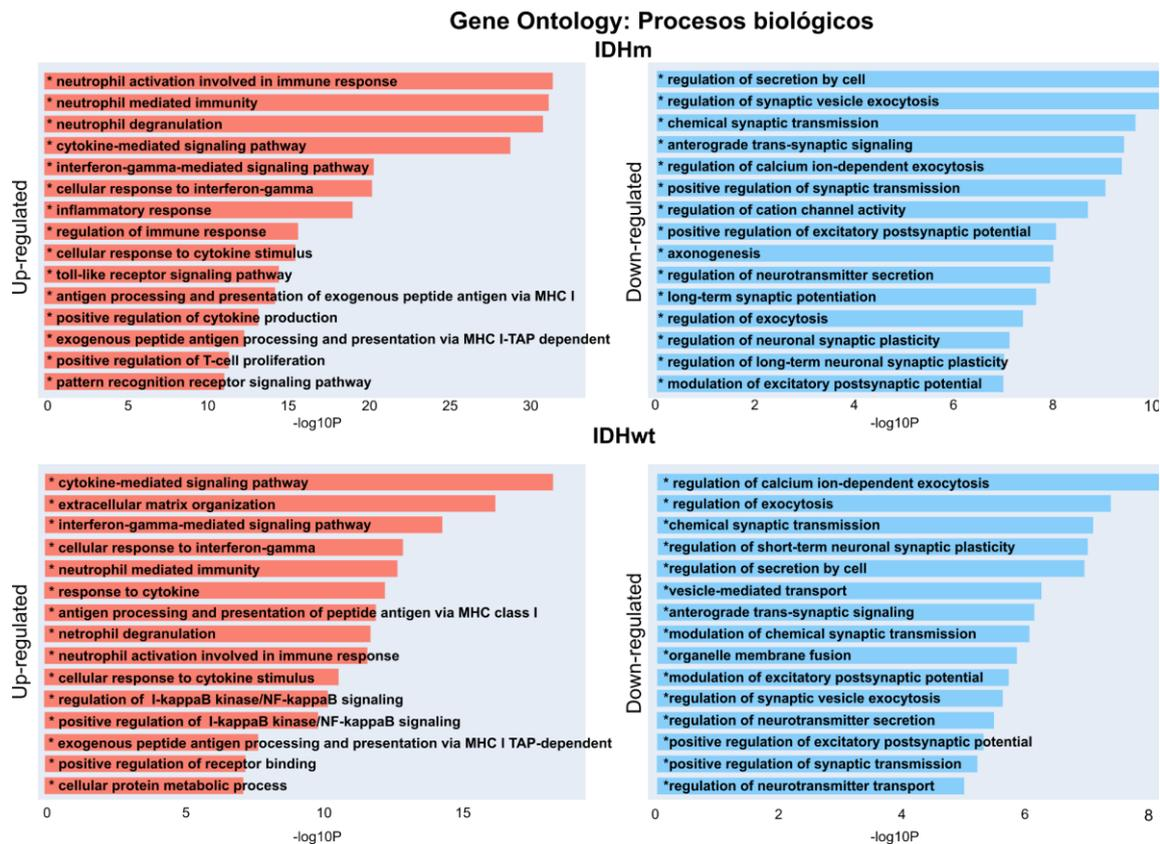 Gene Ontology: Procesos biológicos
IDHm
Up-regulated
* neutrophil activation involved in immune response
* neutrophil mediated immunity
* neutrophil degranulation
* cytokine-mediated signaling pathway
* interferon-gamma-mediated signaling pathway
* cellular response to interferon-gamma
* inflammatory response
* regulation of immune response
* cellular response to cytokine stimulus
* toll-like receptor signaling pathway
* antigen processing and presentation of exogenous peptide antigen via MHC I
* positive regulation of cytokine production
* exogenous peptide antigen processing and presentation via MHC I-TAP dependent
* positive regulation of T-cell proliferation
* pattern recognition receptor signaling pathway
0 5 10 15 20 25 30
-log10P
Down-regulated
* regulation of secretion by cell
* regulation of synaptic vesicle exocytosis
* chemical synaptic transmission
* anterograde trans-synaptic signaling
* regulation of calcium ion-dependent exocytosis
* positive regulation of synaptic transmission
* regulation of cation channel activity
* positive regulation of excitatory postsynaptic potential
* axonogenesis
* regulation of neurotransmitter secretion
* long-term synaptic potentiation
* regulation of exocytosis
* regulation of neuronal synaptic plasticity
* regulation of long-term neuronal synaptic plasticity
* modulation of excitatory postsynaptic potential
0 2 4 6 8 10
-log10P
IDHwt
Up-regulated
* cytokine-mediated signaling pathway
* extracellular matrix organization
* interferon-gamma-mediated signaling pathway
* cellular response to interferon-gamma
* neutrophil mediated immunity
* response to cytokine
* antigen processing and presentation of peptide antigen via MHC class I
* netrophil degranulation
* neutrophil activation involved in immune response
* cellular response to cytokine stimulus
* regulation of I-kappaB kinase/NF-kappaB signaling
* positive regulation of I-kappaB kinase/NF-kappaB signaling
* exogenous peptide antigen processing and presentation via MHC I TAP-dependent
* positive regulation of receptor binding
* cellular protein metabolic process
0 5 10 15
-log10P
Down-regulated
* regulation of calcium ion-dependent exocytosis
* regulation of exocytosis
*chemical synaptic transmission
*regulation of short-term neuronal synaptic plasticity
*regulation of secretion by cell
*vesicle-mediated transport
*anterograde trans-synaptic signaling
*modulation of chemical synaptic transmission
*organelle membrane fusion
*modulation of excitatory postsynaptic potential
*regulation of synaptic vesicle exocytosis
*regulation of neurotransmitter secretion
*positive regulation of excitatory postsynaptic potential
*positive regulation of synaptic transmission
*regulation of neurotransmitter transport
0 2 4 6 8
-log10P